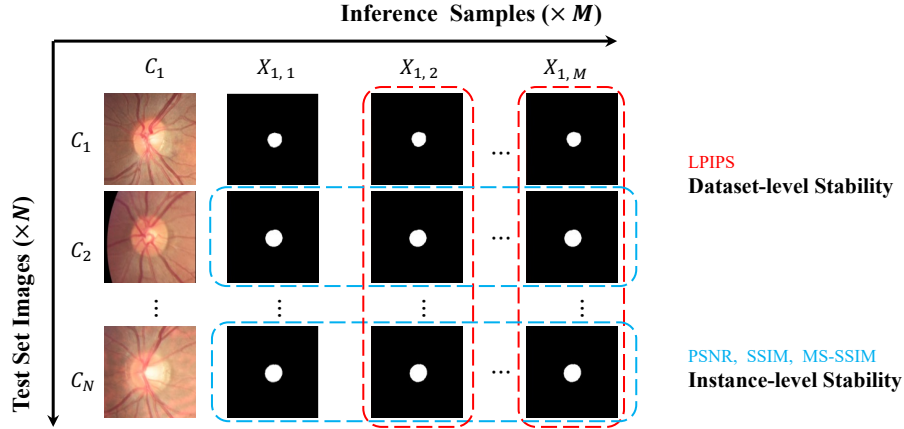 Inference Samples (× M)
C₁ X₁, ₁ X₁, ₂ X₁, M
C₁
...
LPIPS
Dataset-level Stability
Test Set Images (×N)
C₂
...
⋮ ⋮ ⋮ ⋮
PSNR, SSIM, MS-SSIM
C_N
...
Instance-level Stability